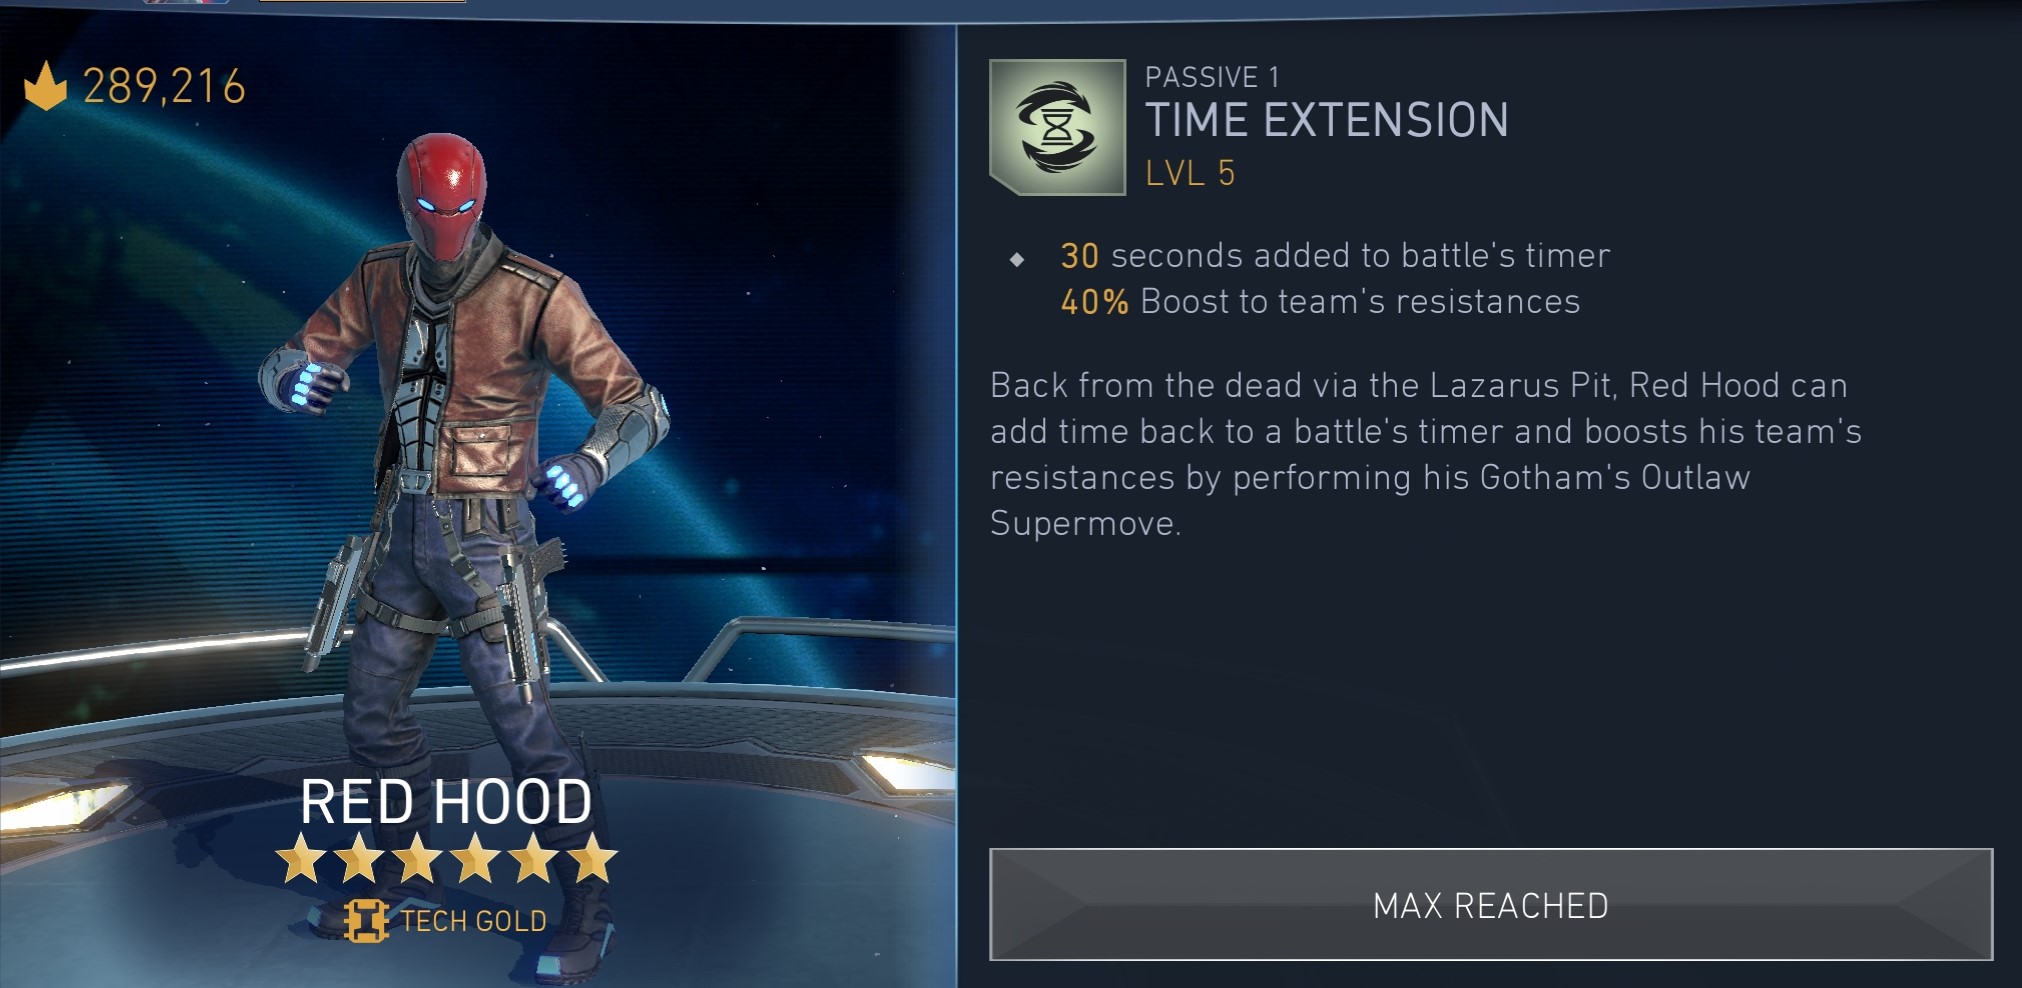 289,216
RED HOOD
TECH GOLD
PASSIVE 1
TIME EXTENSION
LVL 5
30 seconds added to battle's timer
40% Boost to team's resistances
Back from the dead via the Lazarus Pit, Red Hood can
add time back to a battle's timer and boosts his team's
resistances by performing his Gotham's Outlaw
Supermove.
MAX REACHED